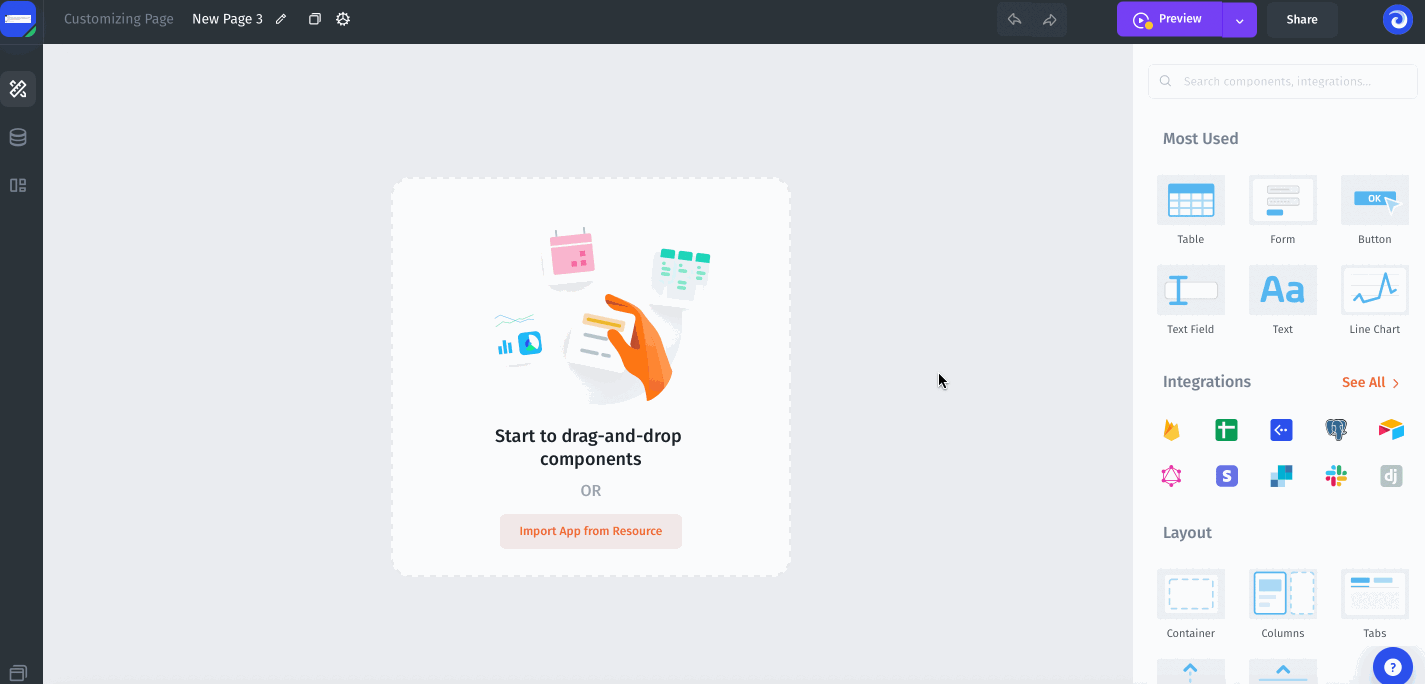 Customizing Page New Page 3
Preview
Share
Search components, integrations...
Most Used
Table Form Button
OK
Text Field Text Line Chart
Aa
Integrations See All
S
dj
Layout
Container Columns Tabs
Start to drag-and-drop
components
OR
Import App from Resource
?